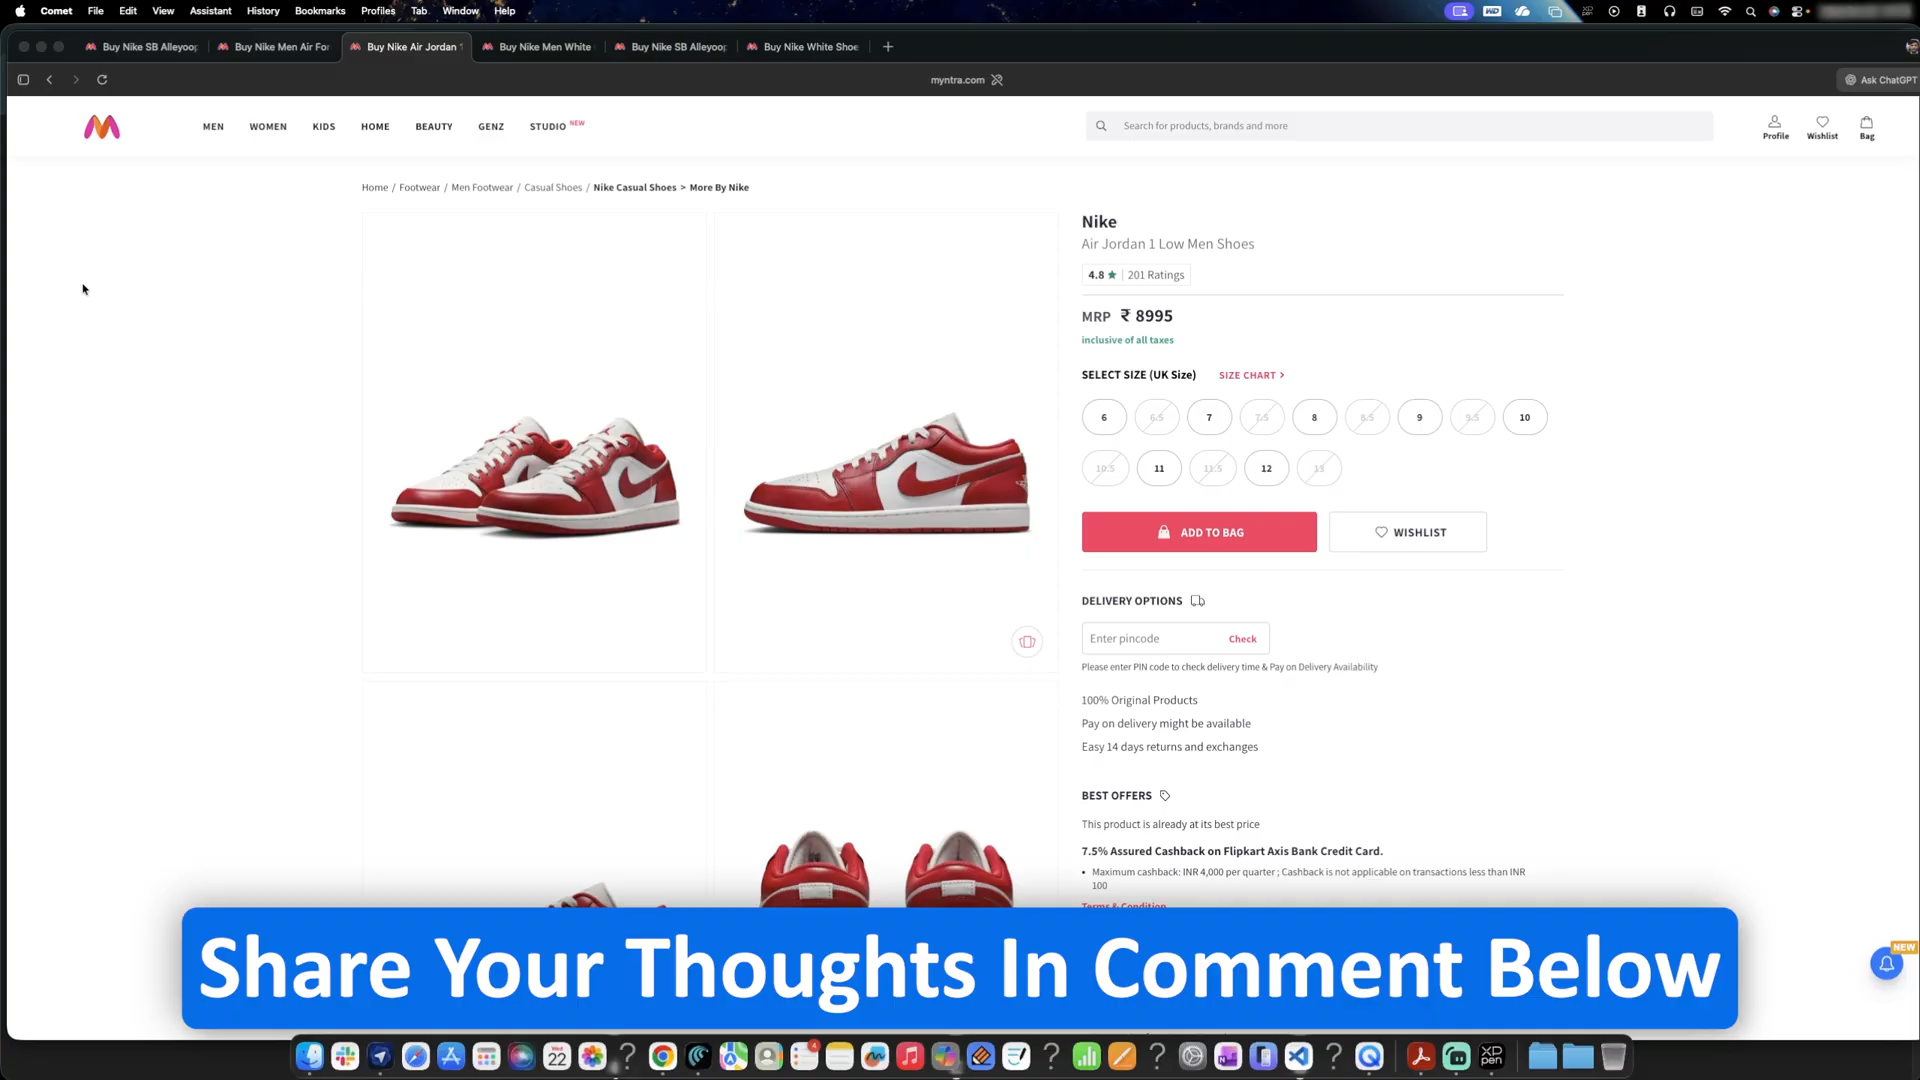 Comet File Edit View Assistant History Bookmarks Profiles Tab Window Help
Buy Nike SB Alleyoop Buy Nike Men Air For Buy Nike Air Jordan 1 Buy Nike Men White Buy Nike SB Alleyoop Buy Nike White Shoe
myntra.com
Ask ChatGPT
MEN WOMEN KIDS HOME BEAUTY GENZ STUDIO NEW
Search for products, brands and more
Profile Wishlist Bag
Home / Footwear / Men Footwear / Casual Shoes / Nike Casual Shoes > More By Nike
Nike
Air Jordan 1 Low Men Shoes
4.8 ★ | 201 Ratings
MRP ₹ 8995
inclusive of all taxes
SELECT SIZE (UK Size) SIZE CHART >
6 6.5 7 7.5 8 8.5 9 9.5 10
10.5 11 11.5 12 13
ADD TO BAG WISHLIST
DELIVERY OPTIONS
Enter pincode Check
Please enter PIN code to check delivery time & Pay on Delivery Availability
100% Original Products
Pay on delivery might be available
Easy 14 days returns and exchanges
BEST OFFERS
This product is already at its best price
7.5% Assured Cashback on Flipkart Axis Bank Credit Card.
• Maximum cashback: INR 4,000 per quarter ; Cashback is not applicable on transactions less than INR
100
Terms & Condition
NEW
Share Your Thoughts In Comment Below
22
4
XP
pen